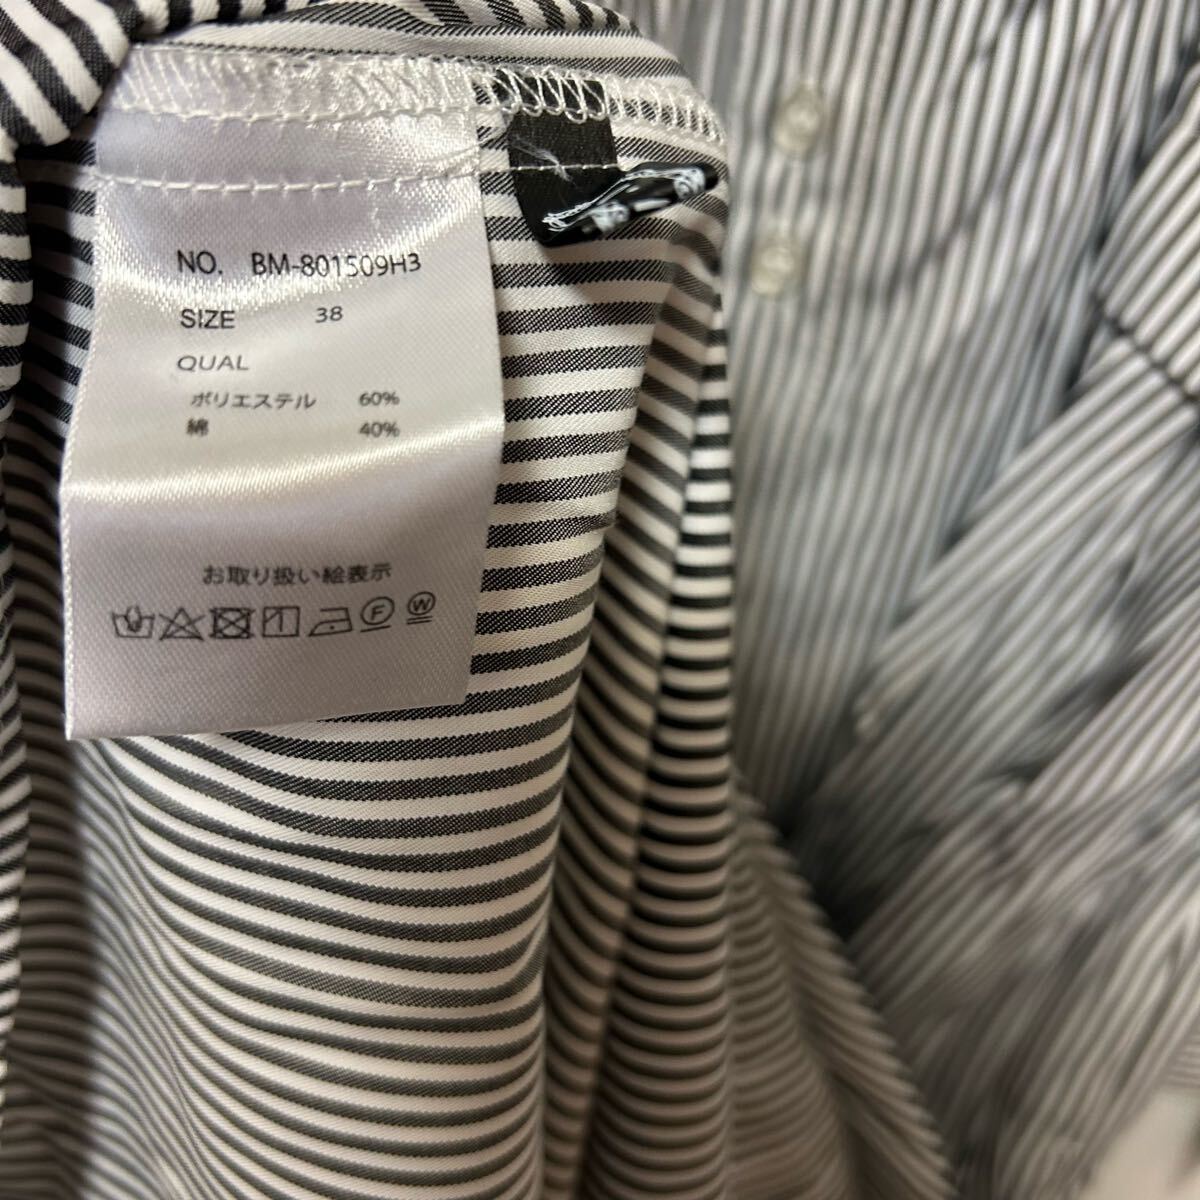 NO. BM-801509H3
SIZE 38
QUAL
ポリエステル 60%
綿 40%
お取り扱い絵表示
F W